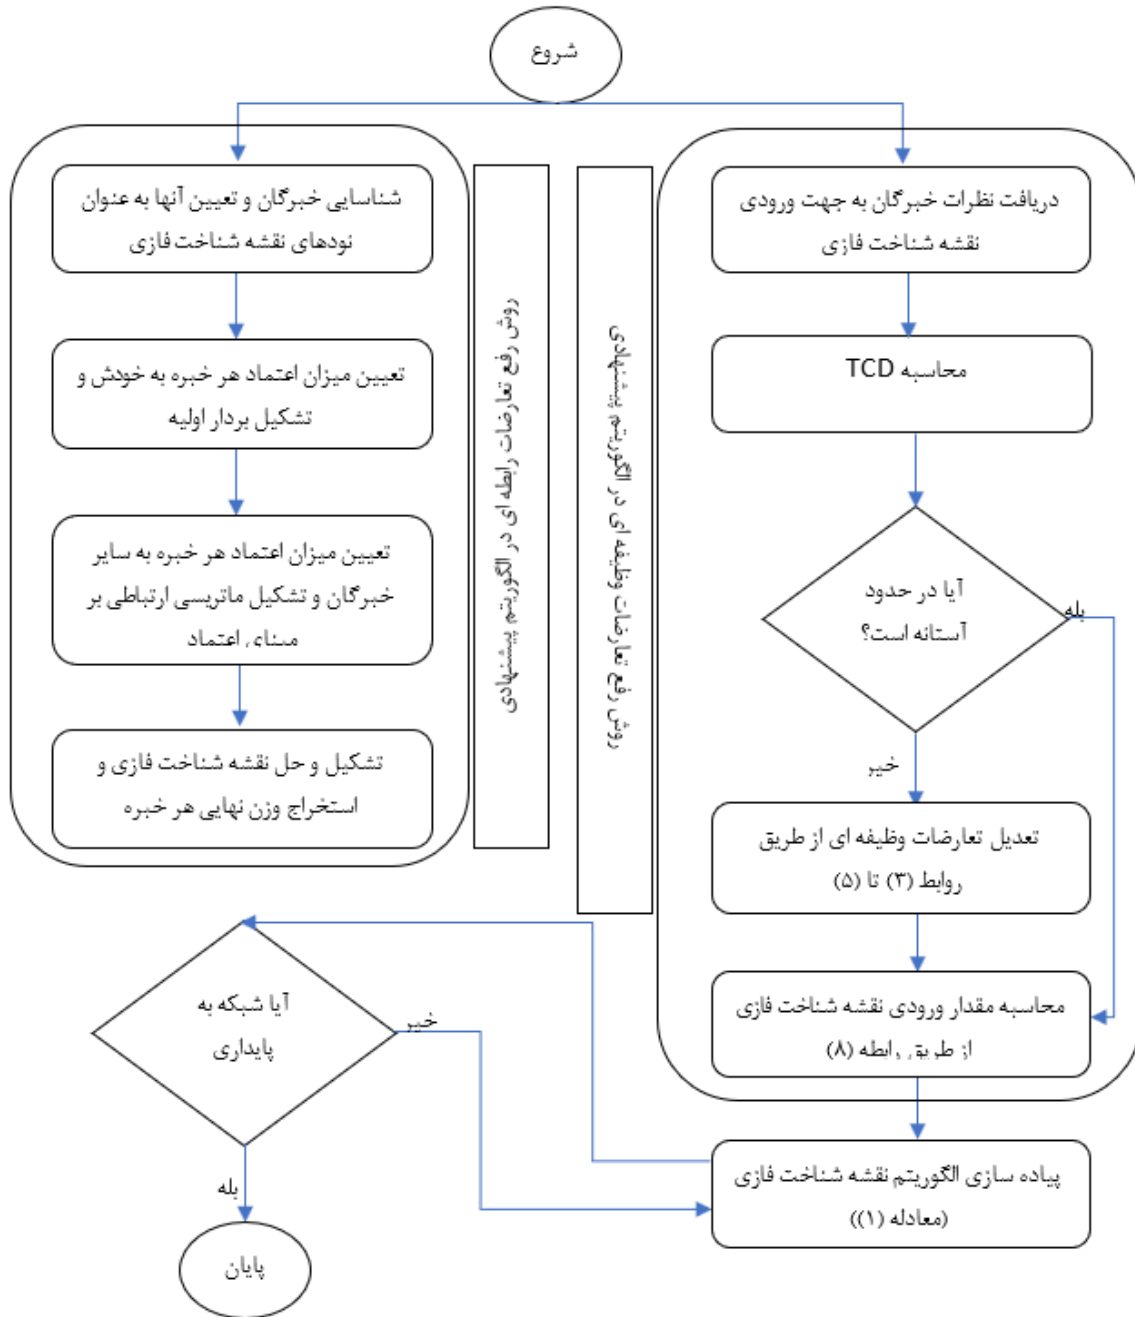 شروع
دریافت نظرات خبرگان به جهت ورودی
نقشه شناخت فازی
محاسبه TCD
آیا در حدود
آستانه است؟
بله
خیر
تعدیل تعارضات وظیفه ای از طریق
روابط (۳) تا (۵)
محاسبه مقدار ورودی نقشه شناخت فازی
از طریق رابطه (۸)
روش رفع تعارضات وظیفه ای در الگوریتم پیشنهادی
روش رفع تعارضات رابطه ای در الگوریتم پیشنهادی
شناسایی خبرگان و تعیین آنها به عنوان
نودهای نقشه شناخت فازی
تعیین میزان اعتماد هر خبره به خودش و
تشکیل بردار اولیه
تعیین میزان اعتماد هر خبره به سایر
خبرگان و تشکیل ماتریسی ارتباطی بر
مبنای اعتماد
تشکیل و حل نقشه شناخت فازی و
استخراج وزن نهایی هر خبره
پیاده سازی الگوریتم نقشه شناخت فازی
(معادله (۱))
آیا شبکه به
پایداری
خیر
بله
پایان